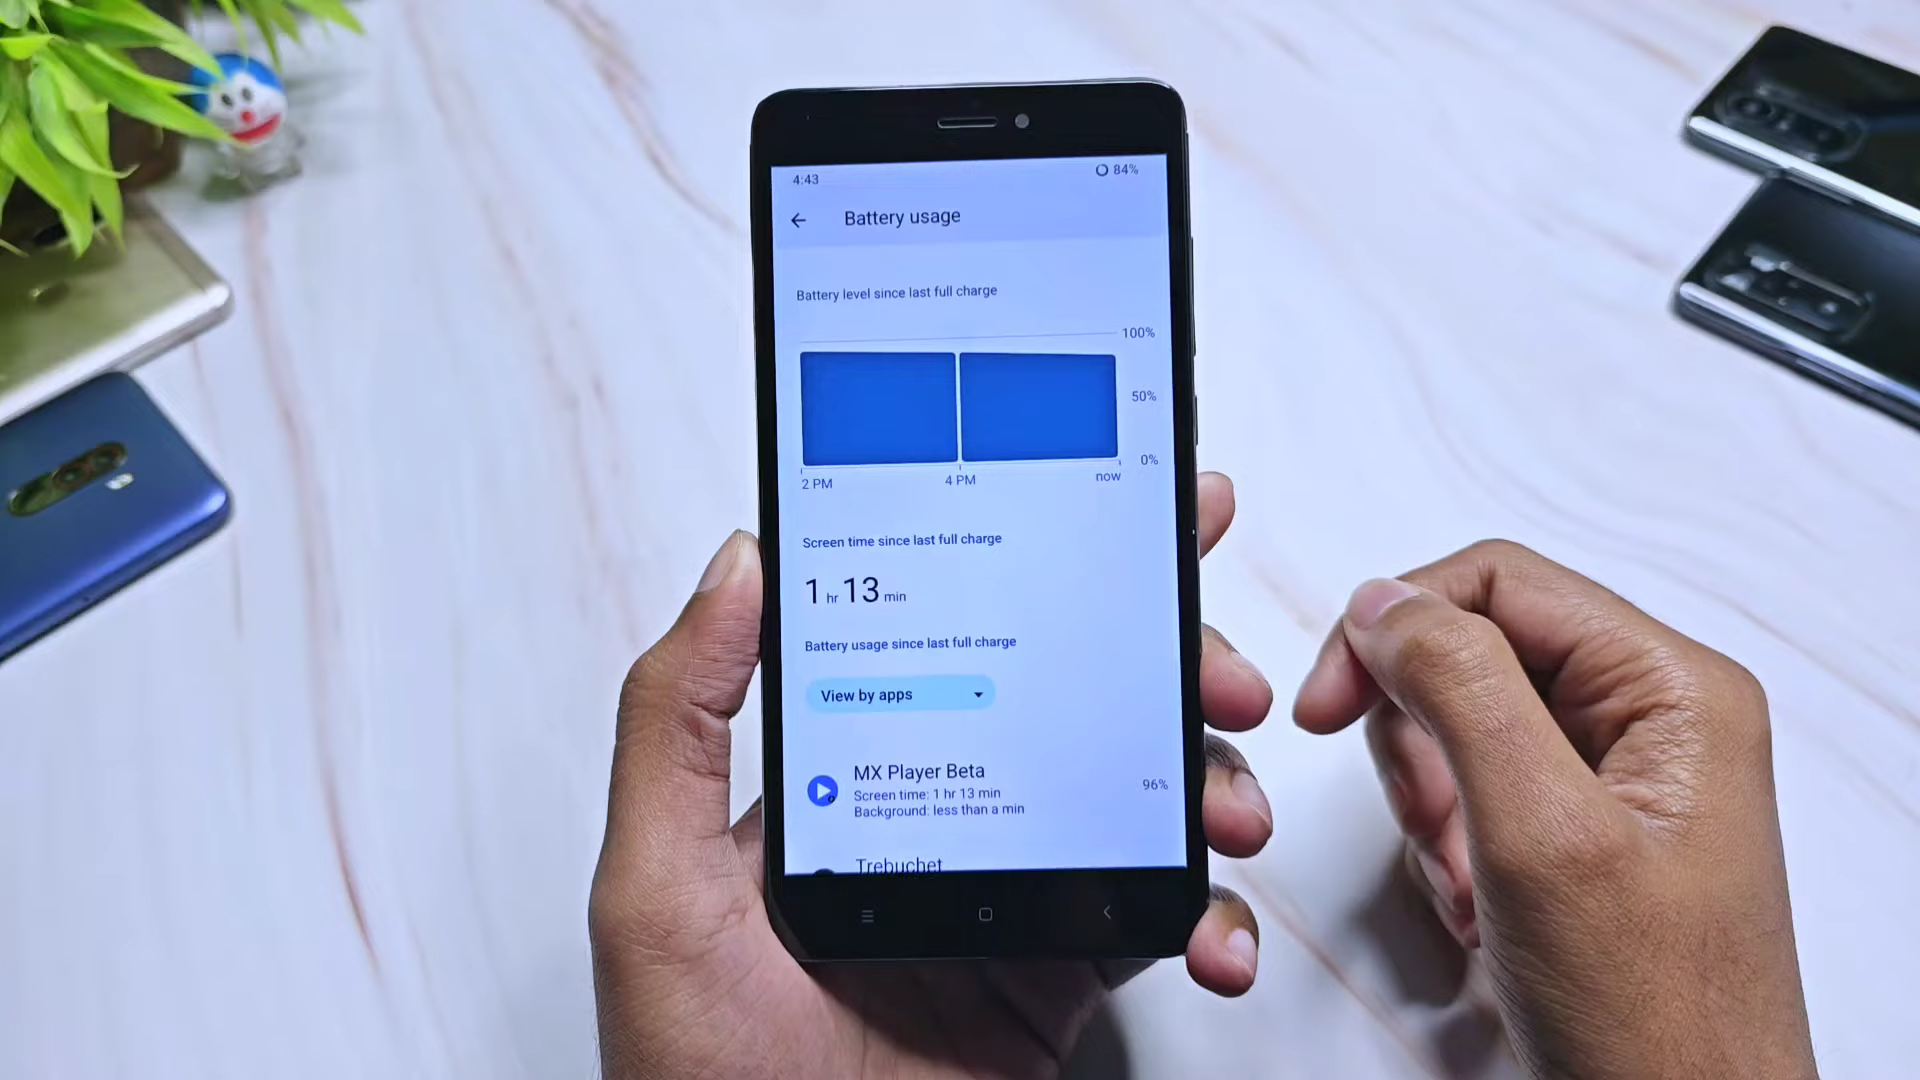 4:43
84%
Battery usage
Battery level since last full charge
100%
50%
0%
2 PM
4 PM
now
Screen time since last full charge
1 hr 13 min
Battery usage since last full charge
View by apps
MX Player Beta
Screen time: 1 hr 13 min
Background: less than a min
96%
Trebuchet